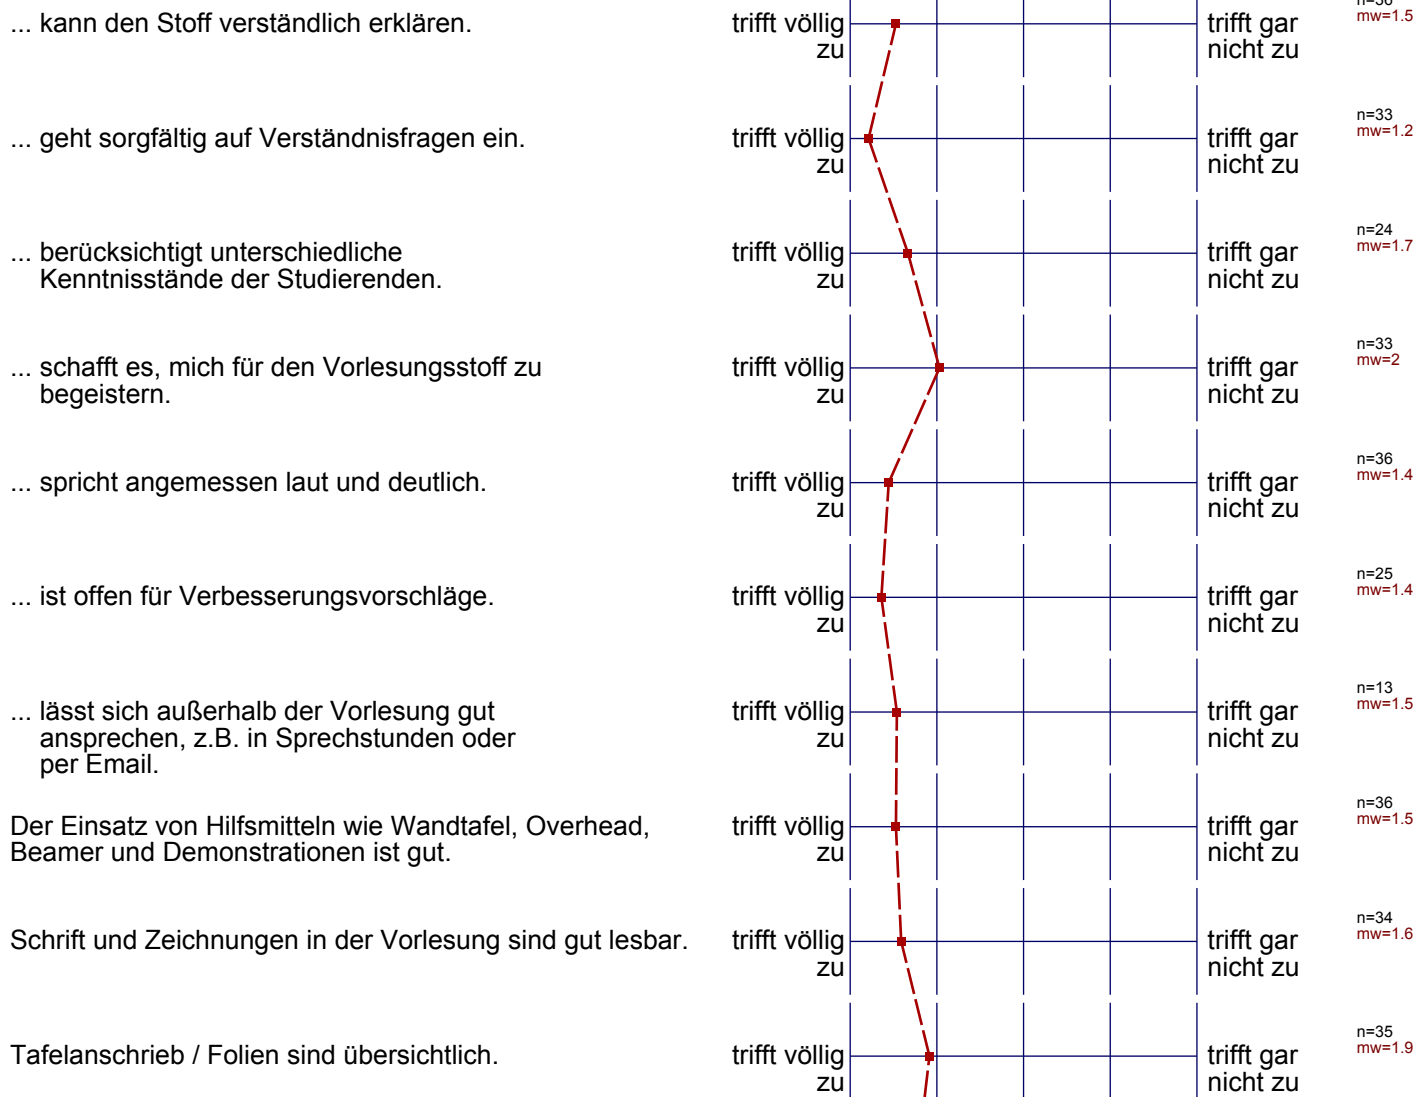 n=36
... kann den Stoff verständlich erklären. trifft völlig trifft gar mw=1.5
zu nicht zu
n=33
... geht sorgfältig auf Verständnisfragen ein. trifft völlig trifft gar mw=1.2
zu nicht zu
n=24
... berücksichtigt unterschiedliche trifft völlig trifft gar mw=1.7
Kenntnisstände der Studierenden. zu nicht zu
n=33
... schafft es, mich für den Vorlesungsstoff zu trifft völlig trifft gar mw=2
begeistern. zu nicht zu
n=36
... spricht angemessen laut und deutlich. trifft völlig trifft gar mw=1.4
zu nicht zu
n=25
... ist offen für Verbesserungsvorschläge. trifft völlig trifft gar mw=1.4
zu nicht zu
n=13
... lässt sich außerhalb der Vorlesung gut trifft völlig trifft gar mw=1.5
ansprechen, z.B. in Sprechstunden oder zu nicht zu
per Email.
n=36
Der Einsatz von Hilfsmitteln wie Wandtafel, Overhead, trifft völlig trifft gar mw=1.5
Beamer und Demonstrationen ist gut. zu nicht zu
n=34
Schrift und Zeichnungen in der Vorlesung sind gut lesbar. trifft völlig trifft gar mw=1.6
zu nicht zu
n=35
Tafelanschrieb / Folien sind übersichtlich. trifft völlig trifft gar mw=1.9
zu nicht zu